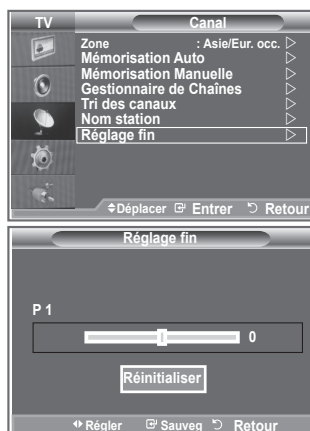 TV Canal
Zone : Asie/Eur. occ.
Mémorisation Auto
Mémorisation Manuelle
Gestionnaire de Chaînes
Tri des canaux
Nom station
Réglage fin
Déplacer Entrer Retour
Réglage fin
P 1
0
Réinitialiser
Régler Sauveg Retour